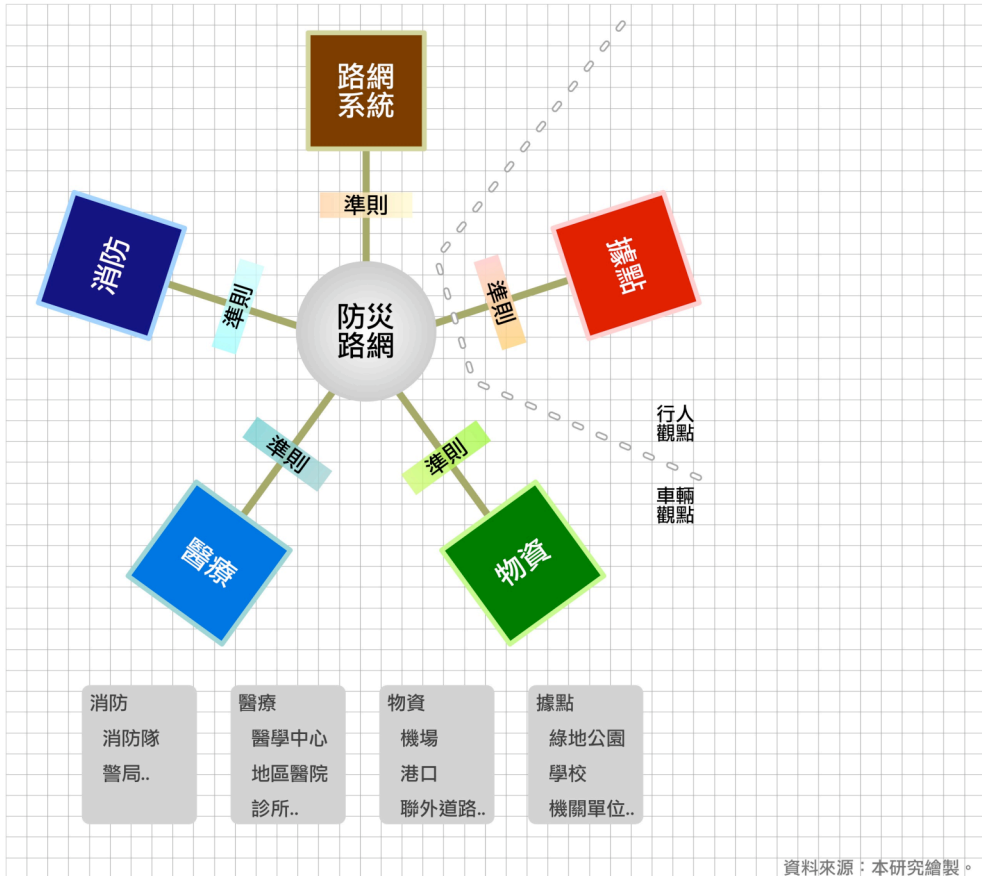 路網
系統
準則
消防
準則
據點
準則
防災
路網
行人
觀點
車輛
觀點
準則
醫療
準則
物資
消防
消防隊
警局..
醫療
醫學中心
地區醫院
診所..
物資
機場
港口
聯外道路..
據點
綠地公園
學校
機關單位..
資料來源：本研究繪製。